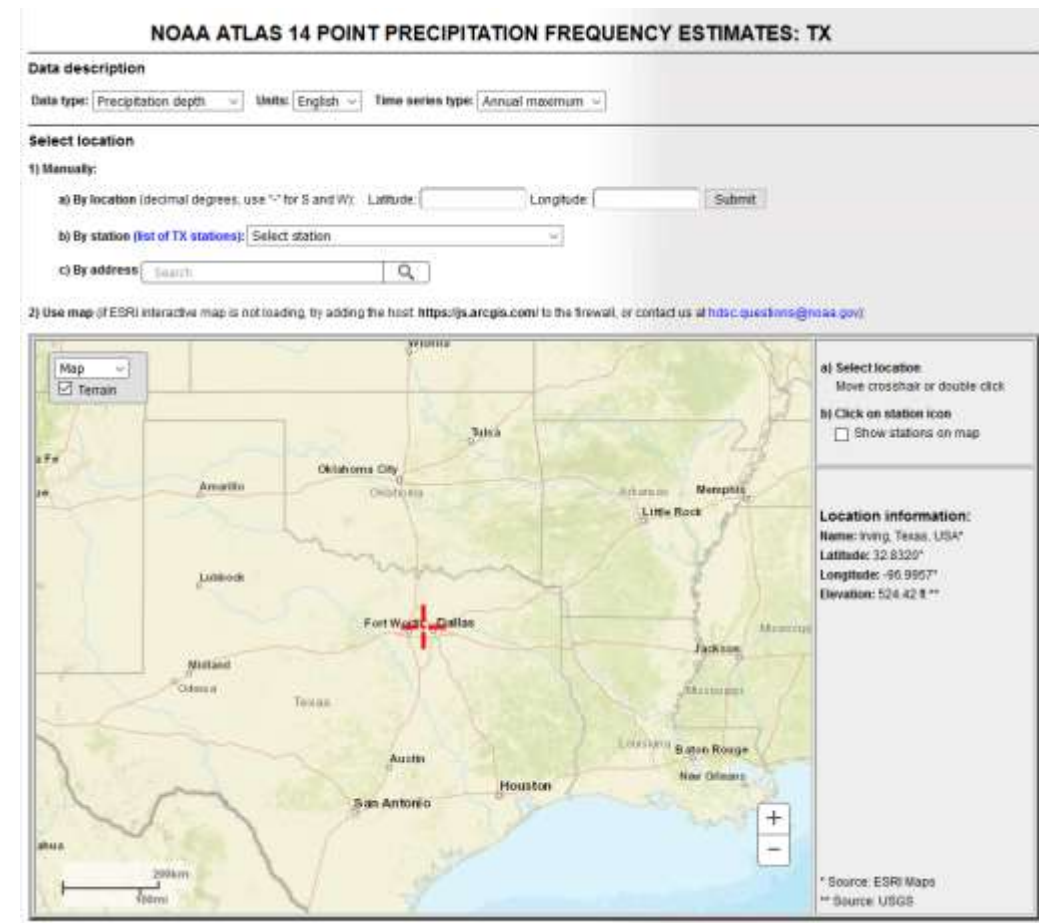 NOAA ATLAS 14 POINT PRECIPITATION FREQUENCY ESTIMATES: TX
Data description
Data type: Precipitation depth Units: English Time series type: Annual maximum
Select location
1) Manually:
a) By location (decimal degrees, use "-" for S and W): Latitude: Longitude: Submit
b) By station (list of TX stations): Select station
c) By address Search
2) Use map (if ESRI interactive map is not loading, try adding the host: https://js.arcgis.com/ to the firewall, or contact us at hdsc.questions@noaa.gov):
Map
Terrain
Wichita
Tulsa
Oklahoma City
Oklahoma
Amarillo
Arkansas
Memphis
Little Rock
Lubbock
Fort Worth Dallas
Midland
Odessa
Jackson
Mississippi
Texas
Louisiana
Baton Rouge
New Orleans
Austin
Houston
San Antonio
200km
100mi
+
−
a) Select location
Move crosshair or double click
b) Click on station icon
Show stations on map
Location information:
Name: Irving, Texas, USA*
Latitude: 32.8320°
Longitude: -96.9957°
Elevation: 524.42 ft **
* Source: ESRI Maps
** Source: USGS